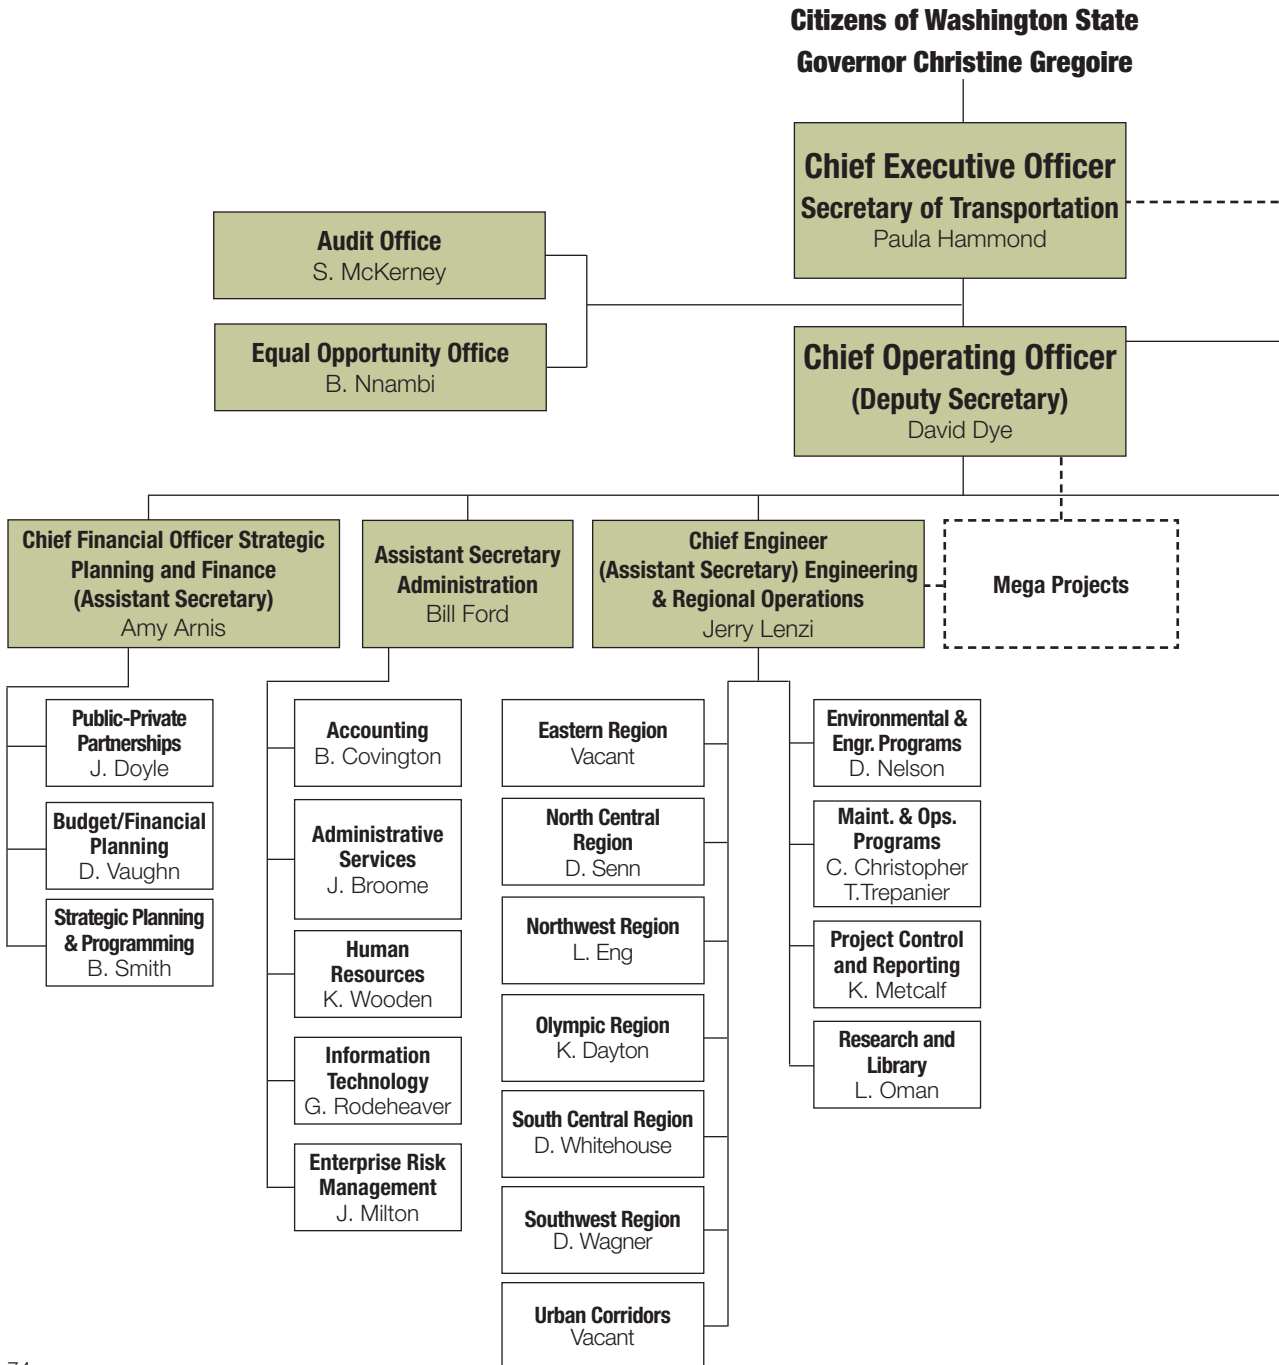 Citizens of Washington State
Governor Christine Gregoire
Chief Executive Officer
Secretary of Transportation
Paula Hammond
Audit Office
S. McKerney
Equal Opportunity Office
B. Nnambi
Chief Operating Officer
(Deputy Secretary)
David Dye
Chief Financial Officer Strategic
Planning and Finance
(Assistant Secretary)
Amy Arnis
Assistant Secretary
Administration
Bill Ford
Chief Engineer
(Assistant Secretary) Engineering
& Regional Operations
Jerry Lenzi
Mega Projects
Public-Private
Partnerships
J. Doyle
Budget/Financial
Planning
D. Vaughn
Strategic Planning
& Programming
B. Smith
Accounting
B. Covington
Administrative
Services
J. Broome
Human
Resources
K. Wooden
Information
Technology
G. Rodeheaver
Enterprise Risk
Management
J. Milton
Eastern Region
Vacant
North Central
Region
D. Senn
Northwest Region
L. Eng
Olympic Region
K. Dayton
South Central Region
D. Whitehouse
Southwest Region
D. Wagner
Urban Corridors
Vacant
Environmental &
Engr. Programs
D. Nelson
Maint. & Ops.
Programs
C. Christopher
T.Trepanier
Project Control
and Reporting
K. Metcalf
Research and
Library
L. Oman